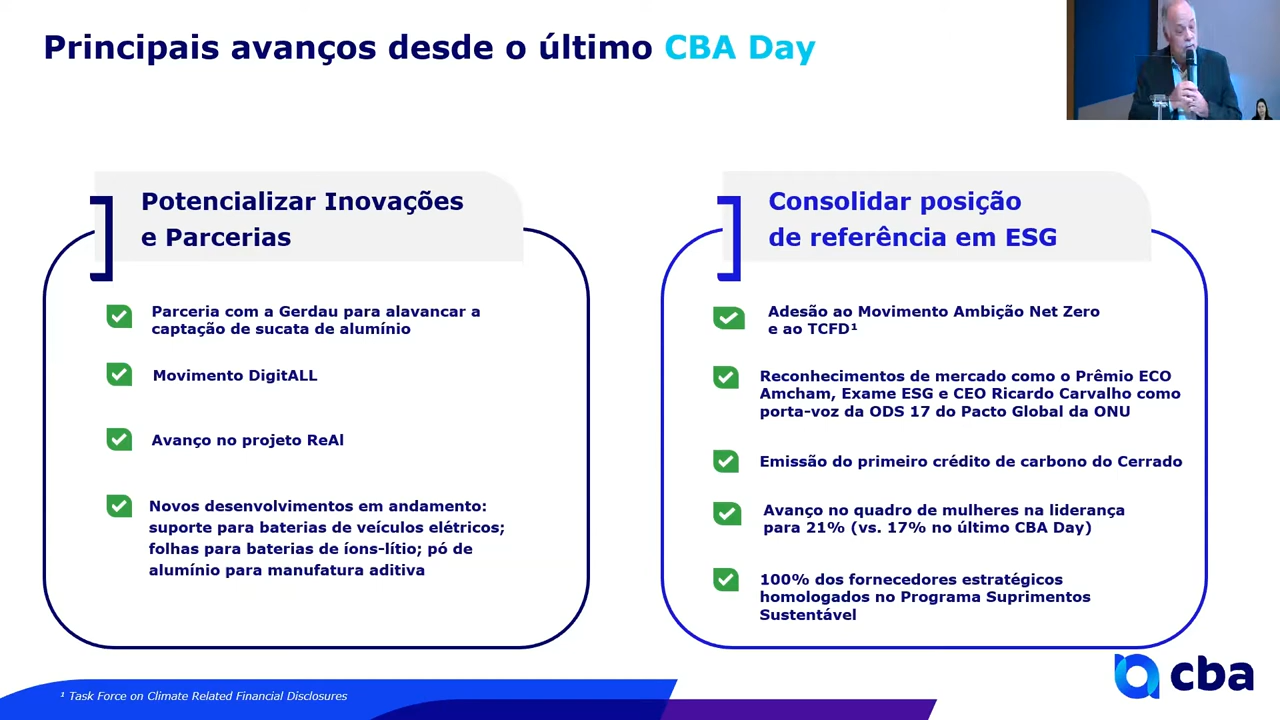 Principais avanços desde o último CBA Day
Potencializar Inovações
e Parcerias
Parceria com a Gerdau para alavancar a
captação de sucata de alumínio
Movimento DigitALL
Avanço no projeto ReAl
Novos desenvolvimentos em andamento:
suporte para baterias de veículos elétricos;
folhas para baterias de íons-lítio; pó de
alumínio para manufatura aditiva
Consolidar posição
de referência em ESG
Adesão ao Movimento Ambição Net Zero
e ao TCFD¹
Reconhecimentos de mercado como o Prêmio ECO
Amcham, Exame ESG e CEO Ricardo Carvalho como
porta-voz da ODS 17 do Pacto Global da ONU
Emissão do primeiro crédito de carbono do Cerrado
Avanço no quadro de mulheres na liderança
para 21% (vs. 17% no último CBA Day)
100% dos fornecedores estratégicos
homologados no Programa Suprimentos
Sustentável
¹ Task Force on Climate Related Financial Disclosures
cba